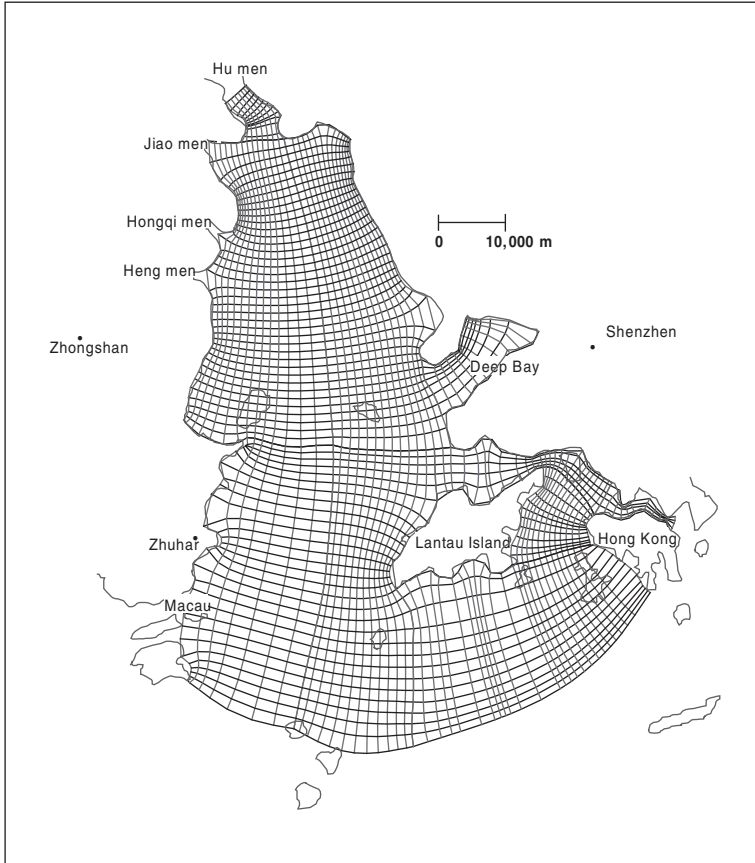 Hu men
Jiao men
Hongqi men
0 10,000 m
Heng men
Shenzhen
Zhongshan
Deep Bay
Zhuhar
Lantau Island
Hong Kong
Macau